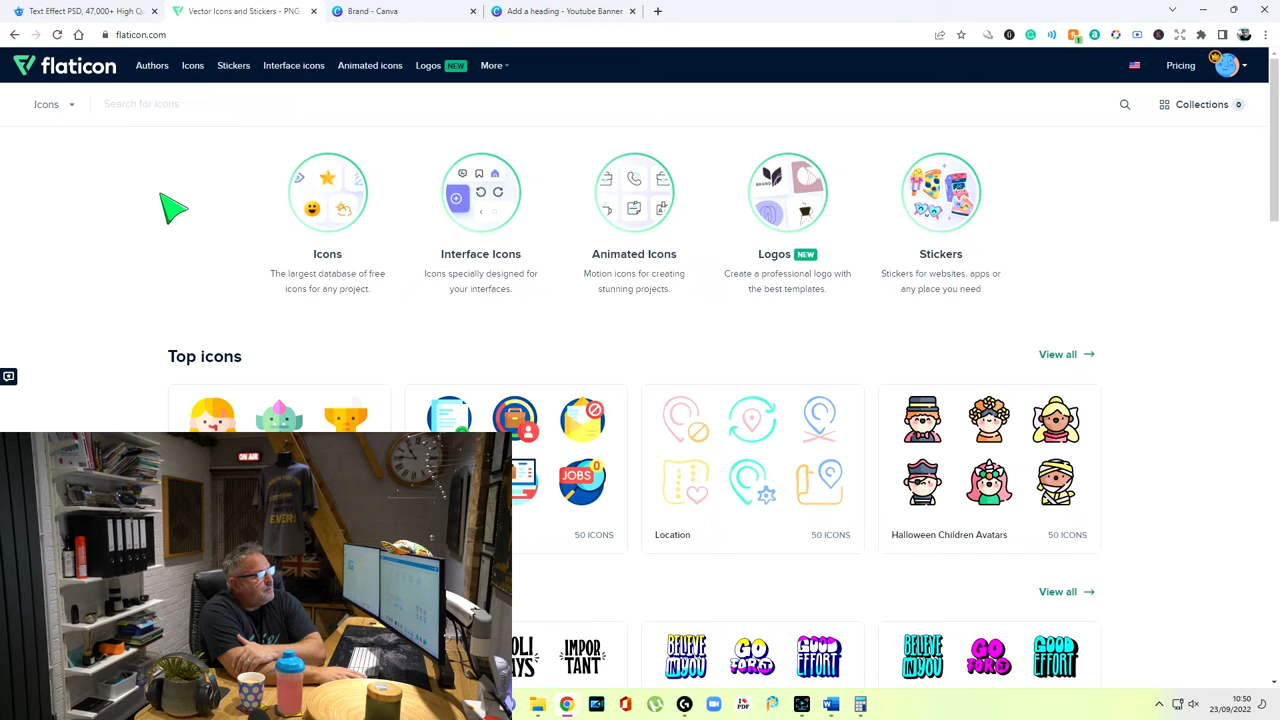 Text Effect PSD, 47,000+ High Qu
Vector Icons and Stickers - PNG,
Brand - Canva
Add a heading - Youtube Banner
flaticon.com
flaticon
Authors
Icons
Stickers
Interface icons
Animated icons
Logos NEW
More
Pricing
Icons
Search for icons
Collections 0
Icons
The largest database of free
icons for any project.
Interface Icons
Icons specially designed for
your interfaces.
Animated Icons
Motion icons for creating
stunning projects.
BRAND
Logos NEW
Create a professional logo with
the best templates.
Stickers
Stickers for websites, apps or
any place you need
Top icons
View all
JOBS 0
50 ICONS
Location
50 ICONS
Halloween Children Avatars
50 ICONS
View all
IMPOR
TANT
BELIEVE
IN YOU
GO
FOR IT
GOOD
EFFORT
BELIEVE
IN YOU
GO
FOR IT
GOOD
EFFORT
ON AIR
EVER
PDF
10:50
23/09/2022